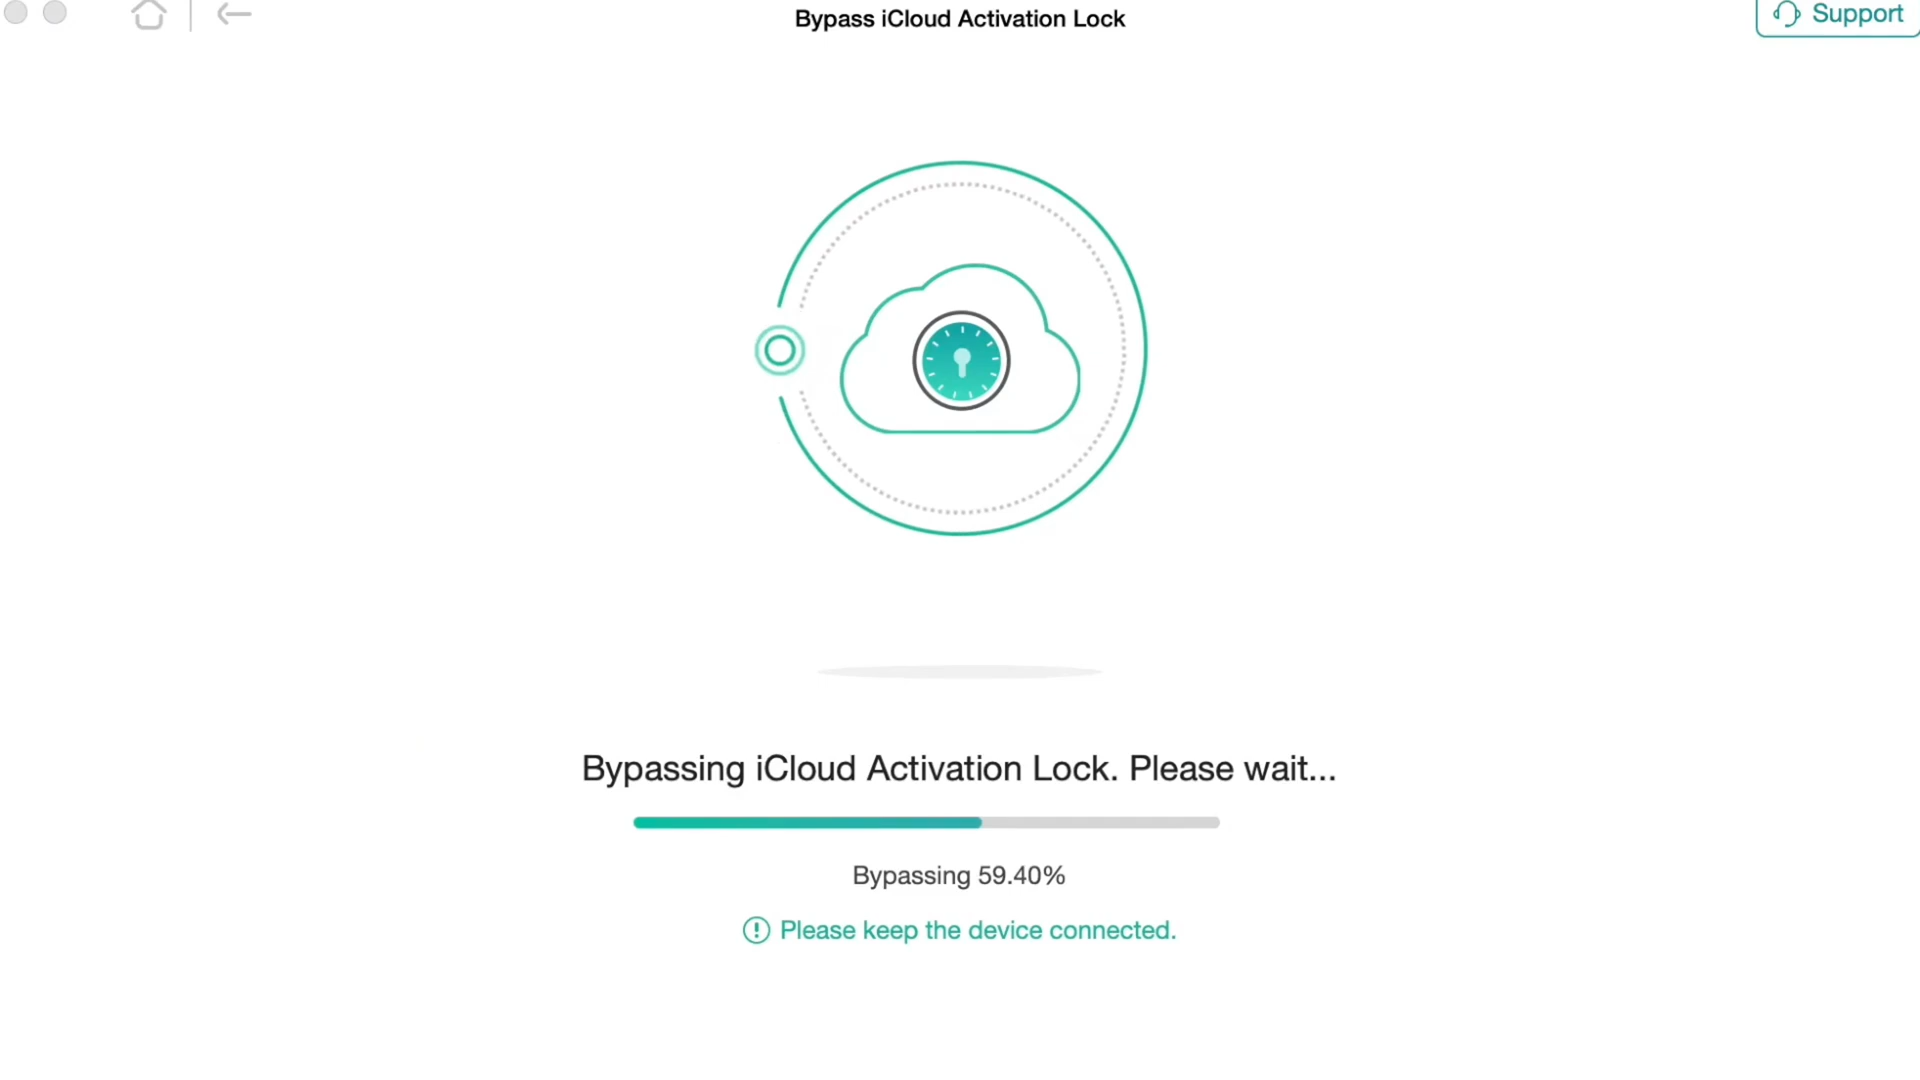 Bypass iCloud Activation Lock
Support
Bypassing iCloud Activation Lock. Please wait...
Bypassing 59.40%
Please keep the device connected.